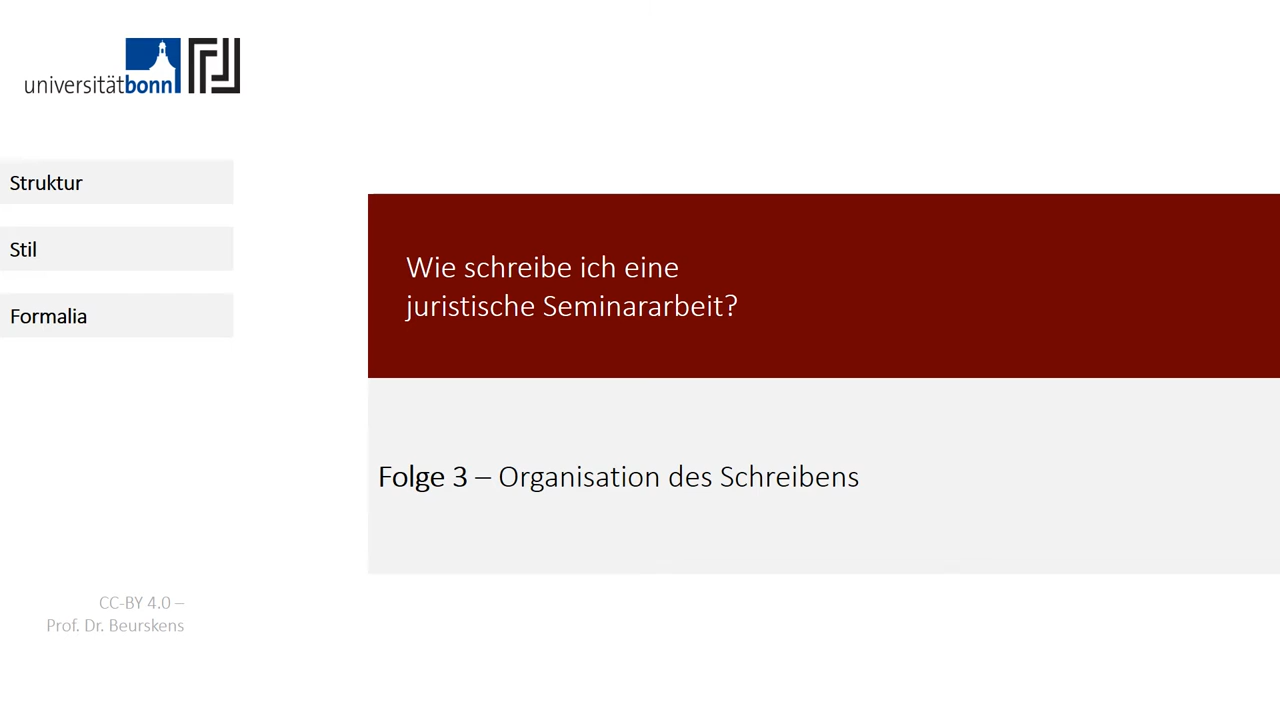 universitätbonn
Struktur
Stil
Formalia
Wie schreibe ich eine
juristische Seminararbeit?
Folge 3 – Organisation des Schreibens
CC-BY 4.0 –
Prof. Dr. Beurskens